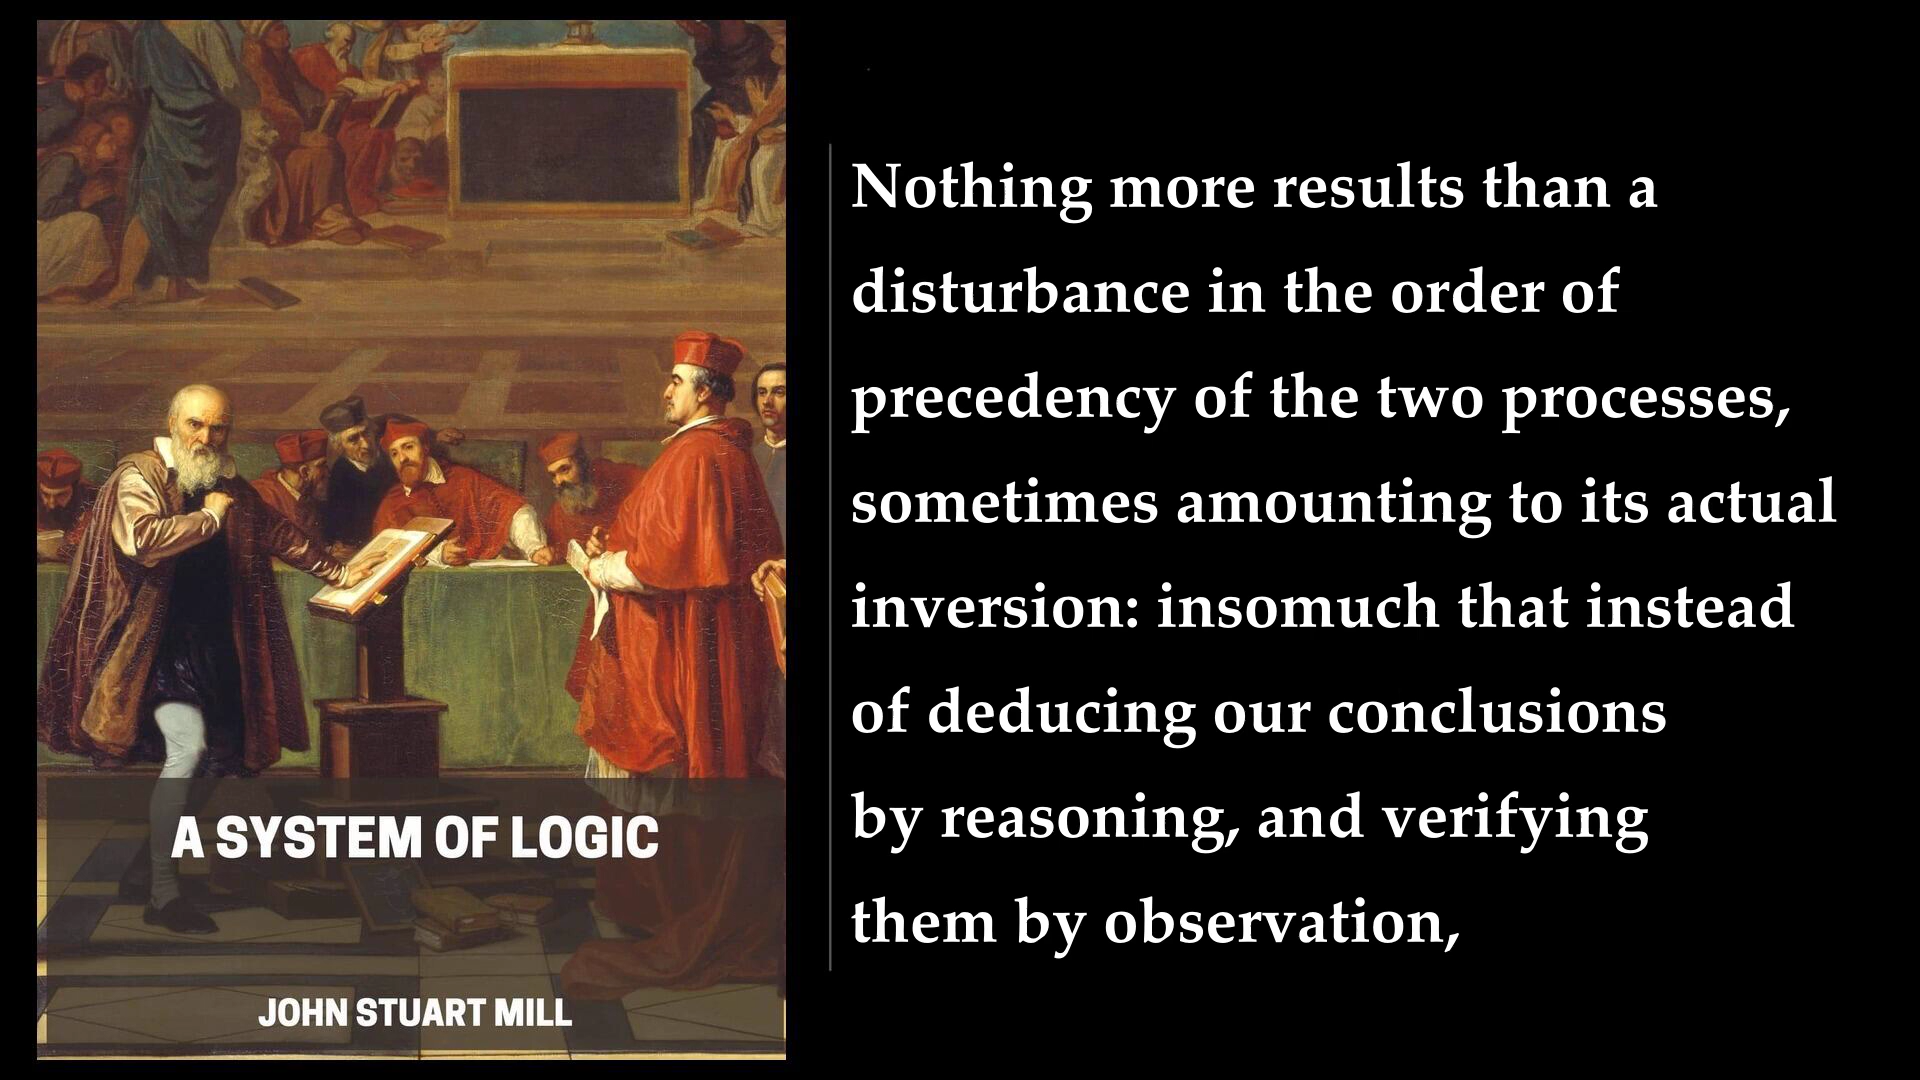 A SYSTEM OF LOGIC
JOHN STUART MILL
Nothing more results than a
disturbance in the order of
precedency of the two processes,
sometimes amounting to its actual
inversion: insomuch that instead
of deducing our conclusions
by reasoning, and verifying
them by observation,